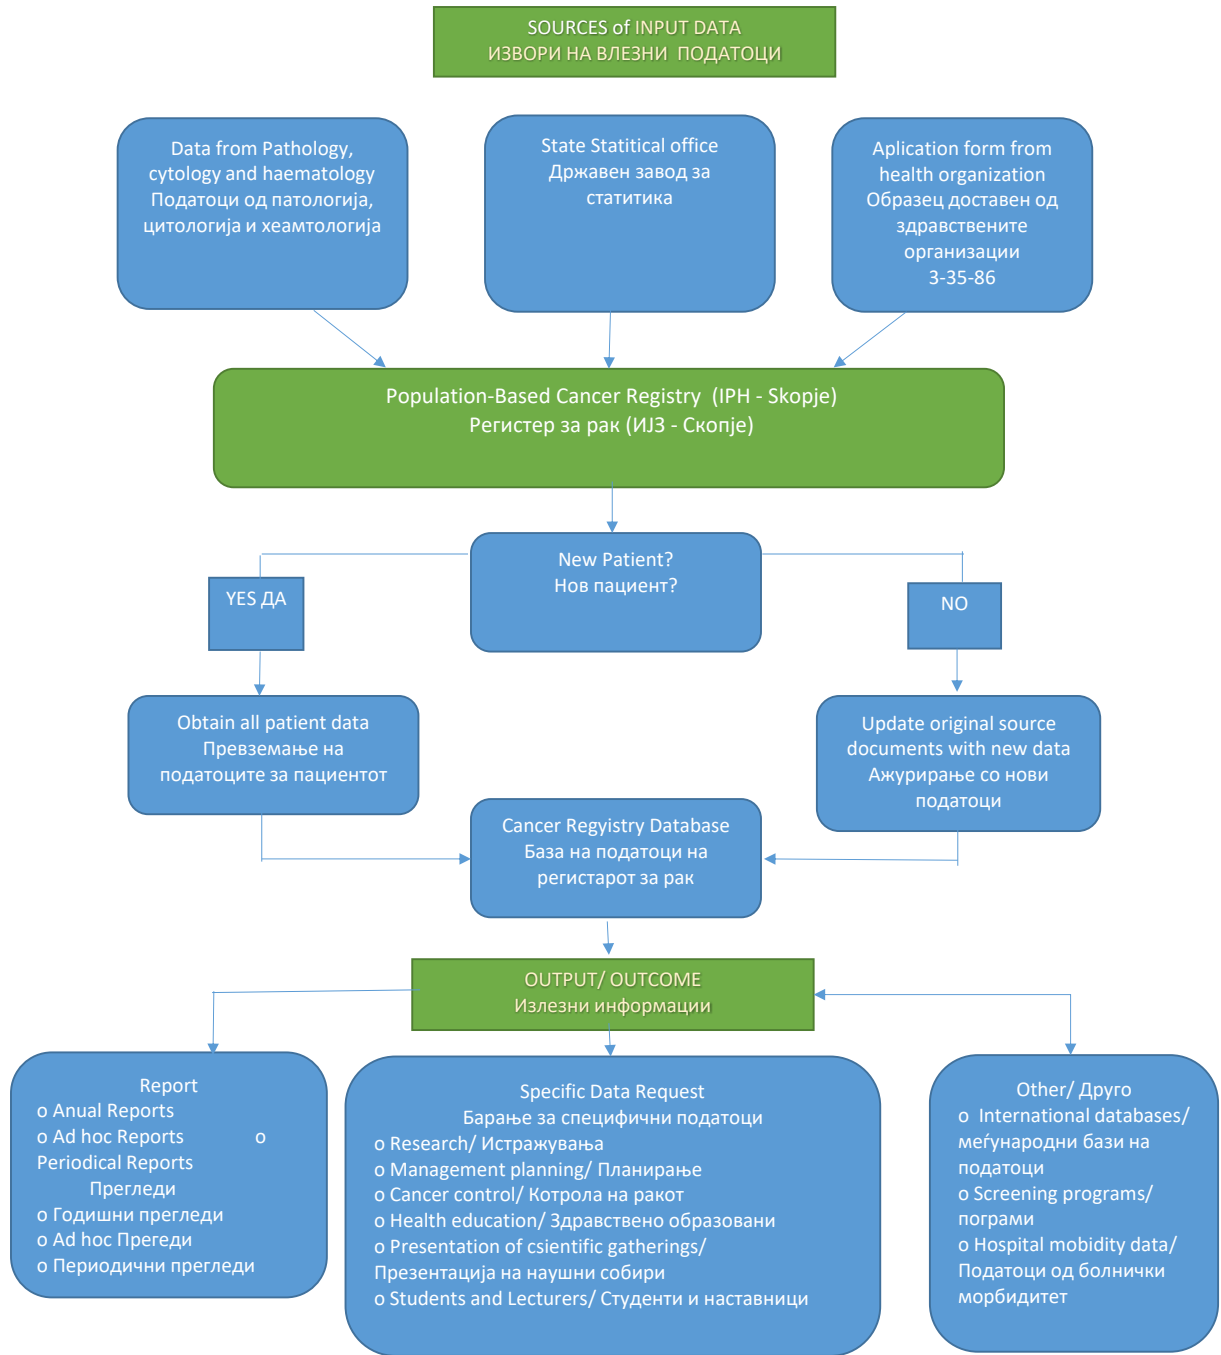 SOURCES of INPUT DATA
ИЗВОРИ НА ВЛЕЗНИ  ПОДАТОЦИ
Data from Pathology,
cytology and haematology
Податоци од патологија,
цитологија и хеамтологија
State Statitical office
Државен завод за
статитика
Aplication form from
health organization
Образец доставен од
здравствените
организации
3-35-86
Population-Based Cancer Registry  (IPH - Skopje)
Регистер за рак (ИЈЗ - Скопје)
New Patient?
Нов пациент?
YES ДА
NO
Obtain all patient data
Превземање на
податоците за пациентот
Update original source
documents with new data
Ажурирање со нови
податоци
Cancer Regyistry Database
База на податоци на
регистарот за рак
OUTPUT/ OUTCOME
Излезни информации
Report
o Anual Reports
o Ad hoc Reports o
Periodical Reports
Прегледи
o Годишни прегледи
o Ad hoc Прегеди
o Периодични прегледи
Specific Data Request
Барање за специфични податоци
o Research/ Истражувања
o Management planning/ Планирање
o Cancer control/ Котрола на ракот
o Health education/ Здравствено образовани
o Presentation of csientific gatherings/
Презентација на наушни собири
o Students and Lecturers/ Студенти и наставници
Other/ Друго
o  International databases/
меѓународни бази на
податоци
o Screening programs/
пограми
o Hospital mobidity data/
Податоци од болнички
морбидитет